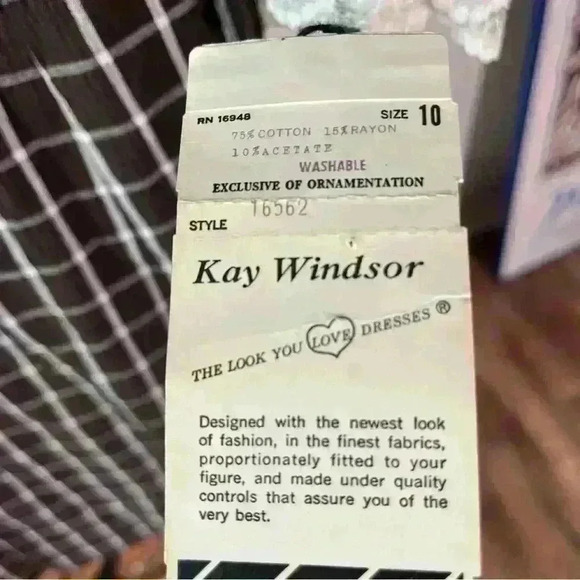 RN 16948 SIZE 10
75% COTTON 15% RAYON
10% ACETATE
WASHABLE
EXCLUSIVE OF ORNAMENTATION
16562
STYLE
Kay Windsor
THE LOOK YOU LOVE DRESSES ®
Designed with the newest look
of fashion, in the finest fabrics,
proportionately fitted to your
figure, and made under quality
controls that assure you of the
very best.